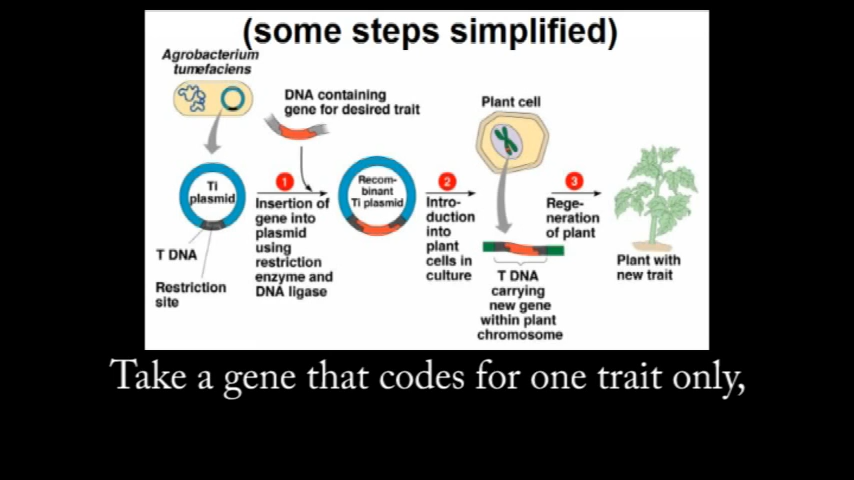 (some steps simplified)
Agrobacterium
tumefaciens
DNA containing
gene for desired trait
Plant cell
Ti
plasmid
1
Recom-
binant
Ti plasmid
2
3
Insertion of
gene into
plasmid
using
restriction
enzyme and
DNA ligase
Intro-
duction
into
plant
cells in
culture
Rege-
neration
of plant
T DNA
Restriction
site
T DNA
carrying
new gene
within plant
chromosome
Plant with
new trait
Take a gene that codes for one trait only,